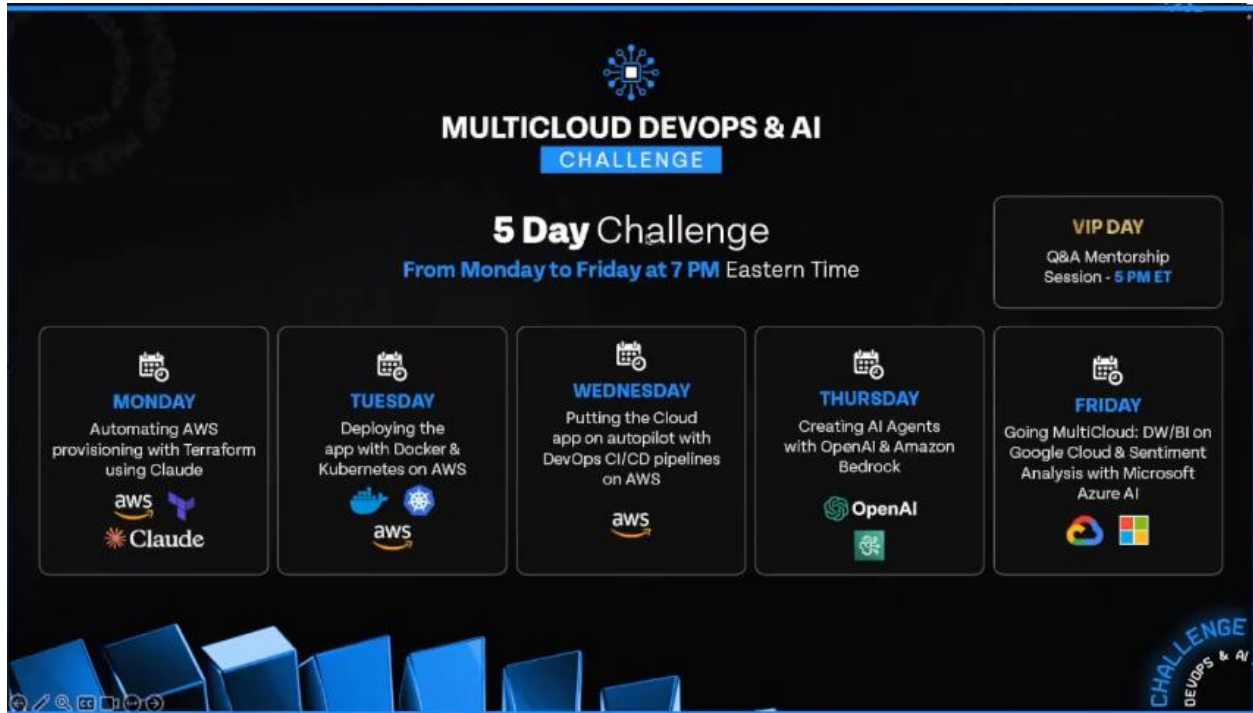 MULTICLOUD DEVOPS & AI
CHALLENGE
5 Day Challenge
From Monday to Friday at 7 PM Eastern Time
VIP DAY
Q&A Mentorship
Session - 5 PM ET
MONDAY
Automating AWS
provisioning with Terraform
using Claude
aws
Claude
TUESDAY
Deploying the
app with Docker &
Kubernetes on AWS
aws
WEDNESDAY
Putting the Cloud
app on autopilot with
DevOps CI/CD pipelines
on AWS
aws
THURSDAY
Creating AI Agents
with OpenAI & Amazon
Bedrock
OpenAI
FRIDAY
Going MultiCloud: DW/BI on
Google Cloud & Sentiment
Analysis with Microsoft
Azure AI
CHALLENGE
DEVOPS & AI
CC